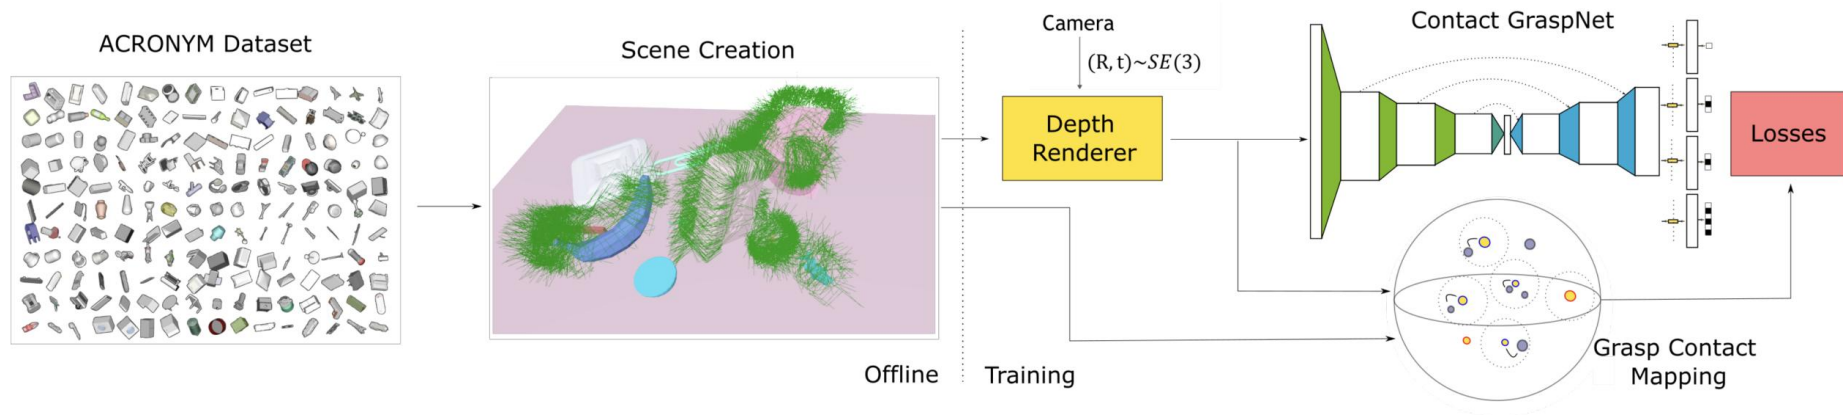 ACRONYM Dataset
Scene Creation
Camera
(R, t)~SE(3)
Depth
Renderer
Contact GraspNet
Losses
Grasp Contact
Mapping
Offline
Training